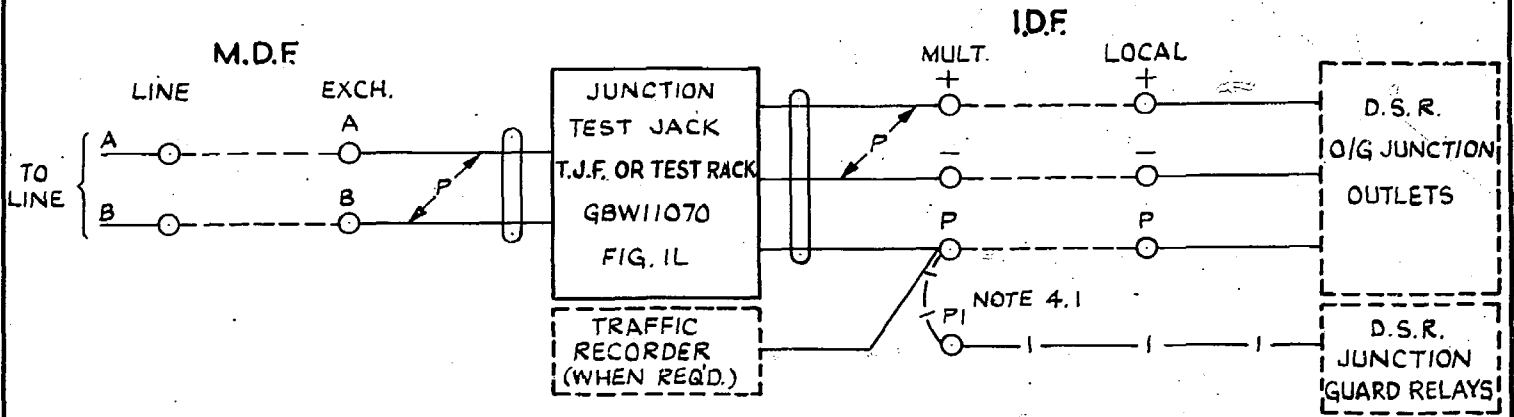 M.D.F.
I.D.F.
LINE
EXCH.
A
A
B
B
TO
LINE
P
JUNCTION
TEST JACK
T.J.F. OR TEST RACK
GBW11070
FIG. 1L
TRAFFIC
RECORDER
(WHEN REQ'D.)
P
MULT.
+
-
P
P1
NOTE 4.1
LOCAL
+
-
P
D.S.R.
O/G JUNCTION
OUTLETS
D.S.R.
JUNCTION
GUARD RELAYS